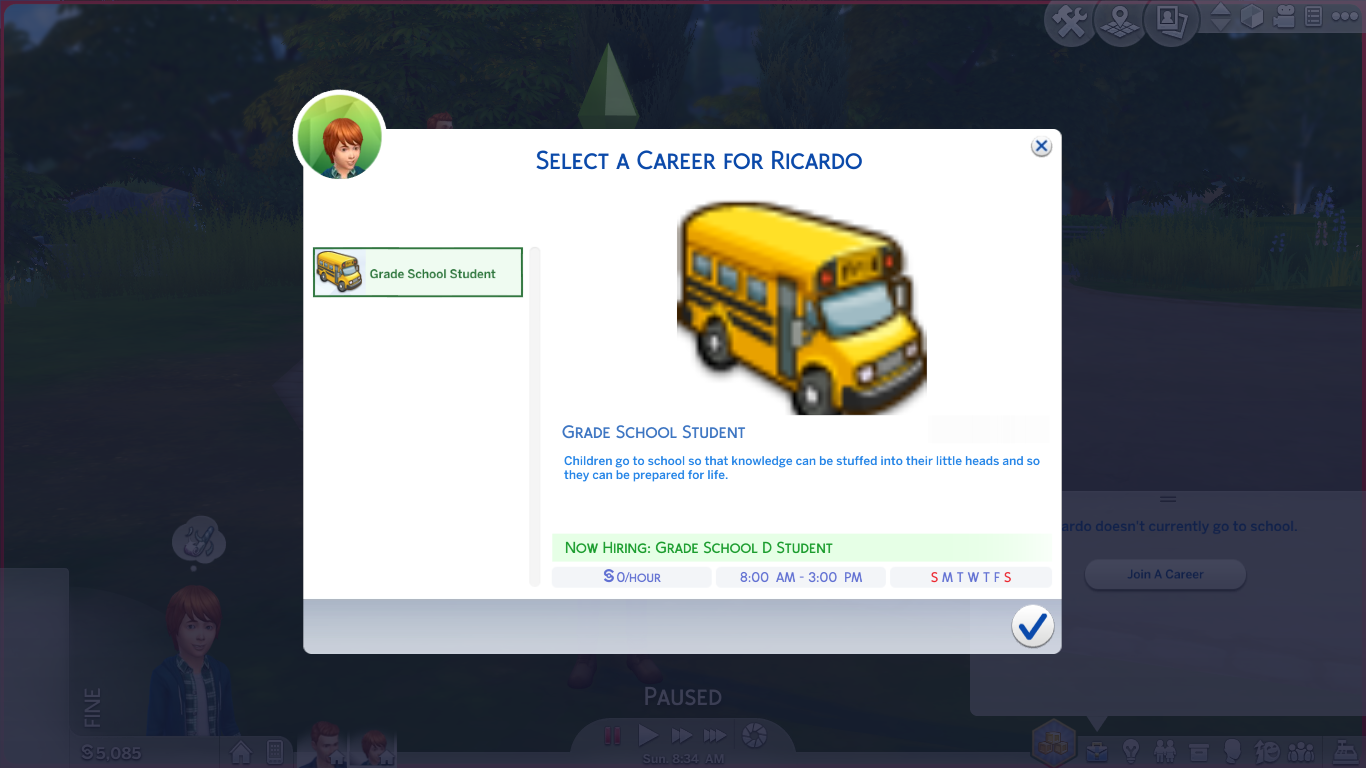 Select a Career for Ricardo
Grade School Student
Grade School Student
Children go to school so that knowledge can be stuffed into their little heads and so
they can be prepared for life.
Now Hiring: Grade School D Student
0/hour
8:00 AM - 3:00 PM
S M T W T F S
ardo doesn't currently go to school.
Join A Career
Fine
Paused
5,085
Sun. 8:34 AM